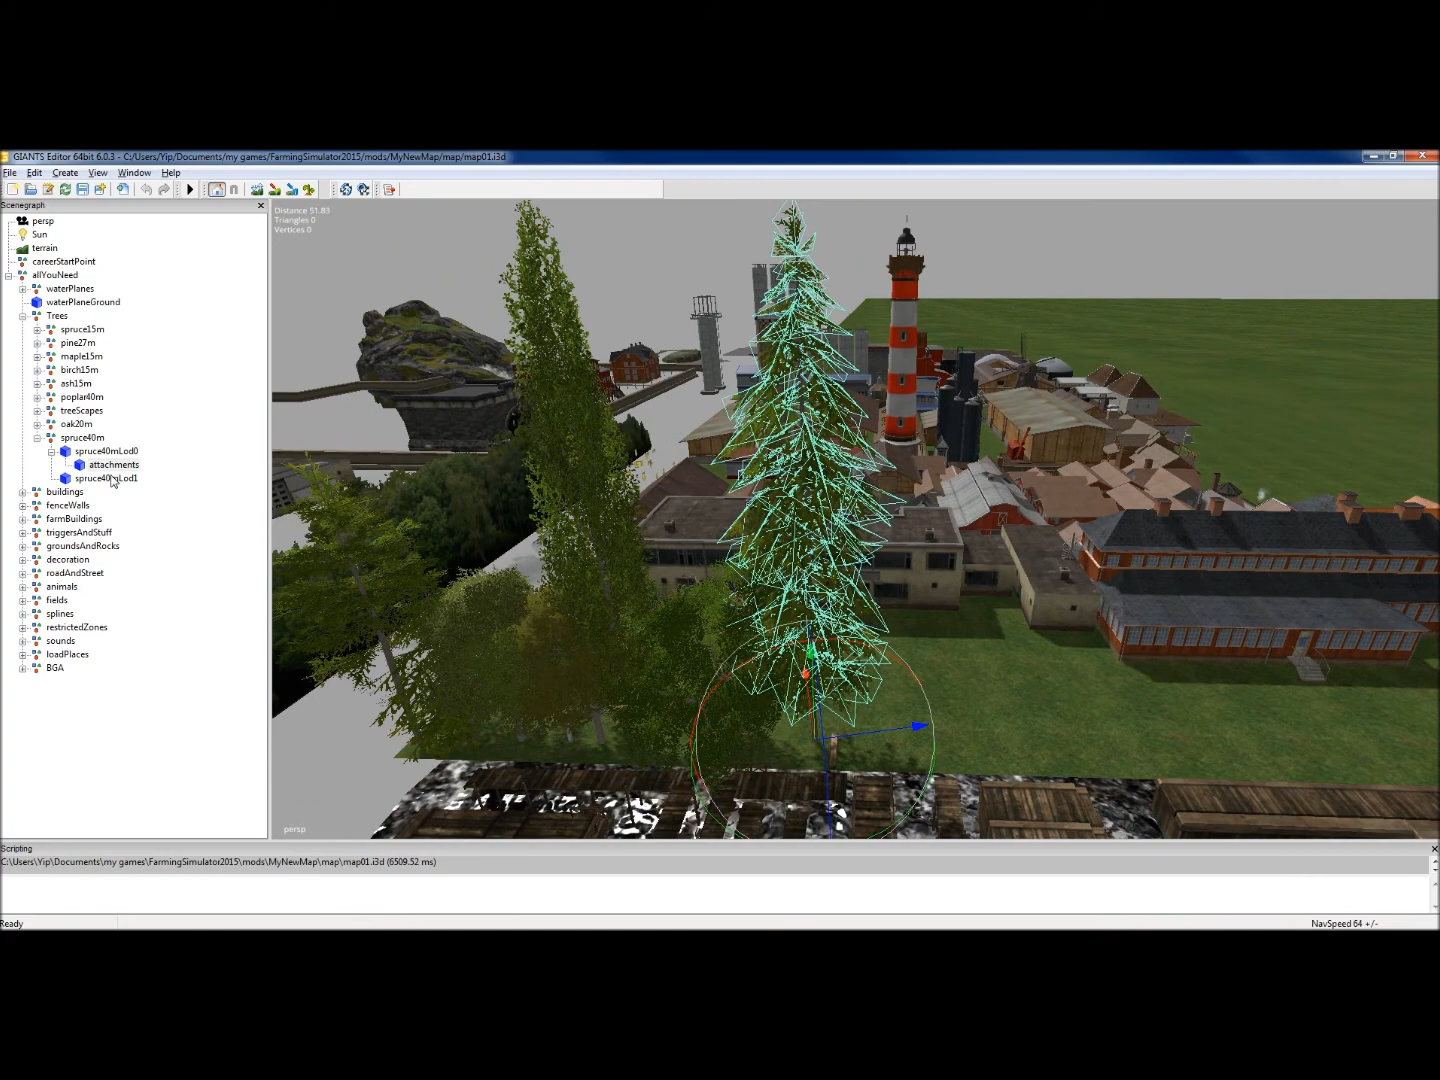 GIANTS Editor 64bit 6.0.3 - C:/Users/Yip/Documents/my games/FarmingSimulator2015/mods/MyNewMap/map/map01.i3d
File Edit Create View Window Help
Scenegraph
persp
Sun
terrain
careerStartPoint
allYouNeed
waterPlanes
waterPlaneGround
Trees
spruce15m
pine27m
maple15m
birch15m
ash15m
poplar40m
treeScapes
oak20m
spruce40m
spruce40mLod0
attachments
spruce40mLod1
buildings
fenceWalls
farmBuildings
triggersAndStuff
groundsAndRocks
decoration
roadAndStreet
animals
fields
splines
restrictedZones
sounds
loadPlaces
BGA
Distance 51.83
Triangles 0
Vertices 0
persp
Scripting
C:\Users\Yip\Documents\my games\FarmingSimulator2015\mods\MyNewMap\map\map01.i3d (6509.52 ms)
Ready
NavSpeed 64 +/-